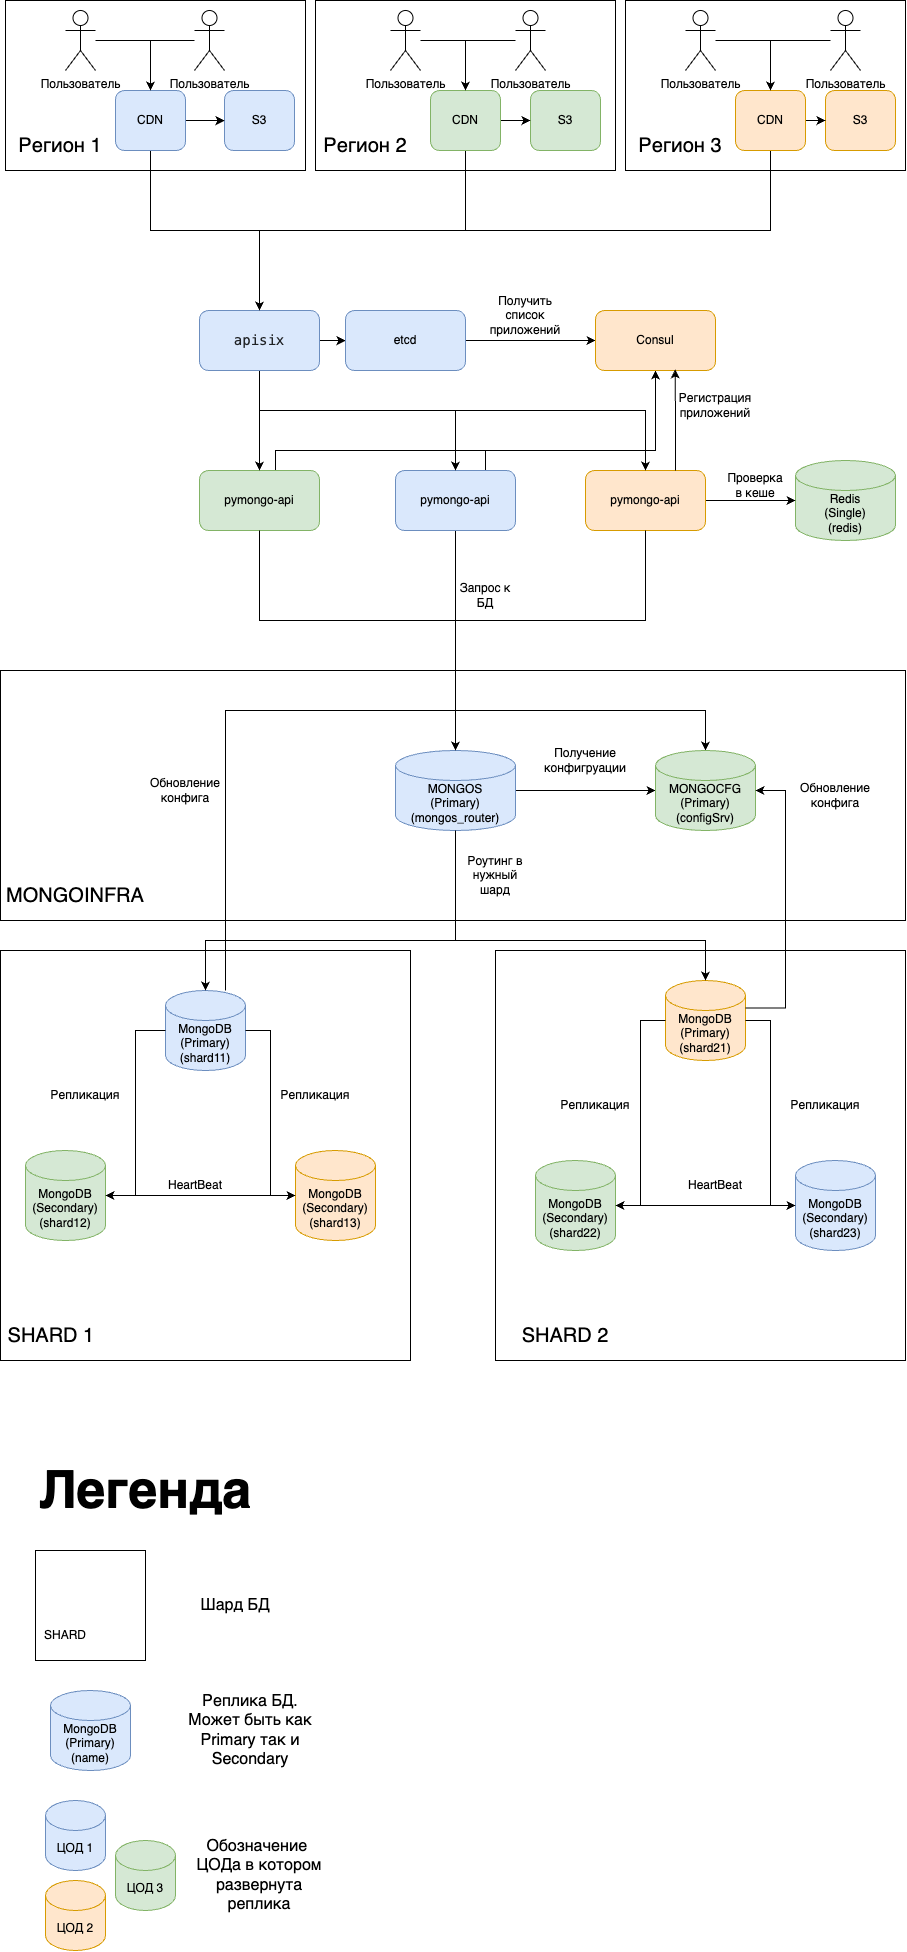 Пользователь
Пользователь
CDN
S3
Регион 1
Пользователь
Пользователь
CDN
S3
Регион 2
Пользователь
Пользователь
CDN
S3
Регион 3
apisix
etcd
Получить
список
приложений
Consul
Регистрация
приложений
pymongo-api
pymongo-api
pymongo-api
Проверка
в кеше
Redis
(Single)
(redis)
Запрос к
БД
Обновление
конфига
MONGOS
(Primary)
(mongos_router)
Получение
конфигруации
MONGOCFG
(Primary)
(configSrv)
Обновление
конфига
Роутинг в
нужный
шард
MONGOINFRA
MongoDB
(Primary)
(shard11)
Репликация
Репликация
MongoDB
(Secondary)
(shard12)
HeartBeat
MongoDB
(Secondary)
(shard13)
SHARD 1
MongoDB
(Primary)
(shard21)
Репликация
Репликация
MongoDB
(Secondary)
(shard22)
HeartBeat
MongoDB
(Secondary)
(shard23)
SHARD 2
Легенда
SHARD
Шард БД
MongoDB
(Primary)
(name)
Реплика БД.
Может быть как
Primary так и
Secondary
ЦОД 1
ЦОД 3
ЦОД 2
Обозначение
ЦОДа в котором
развернута
реплика